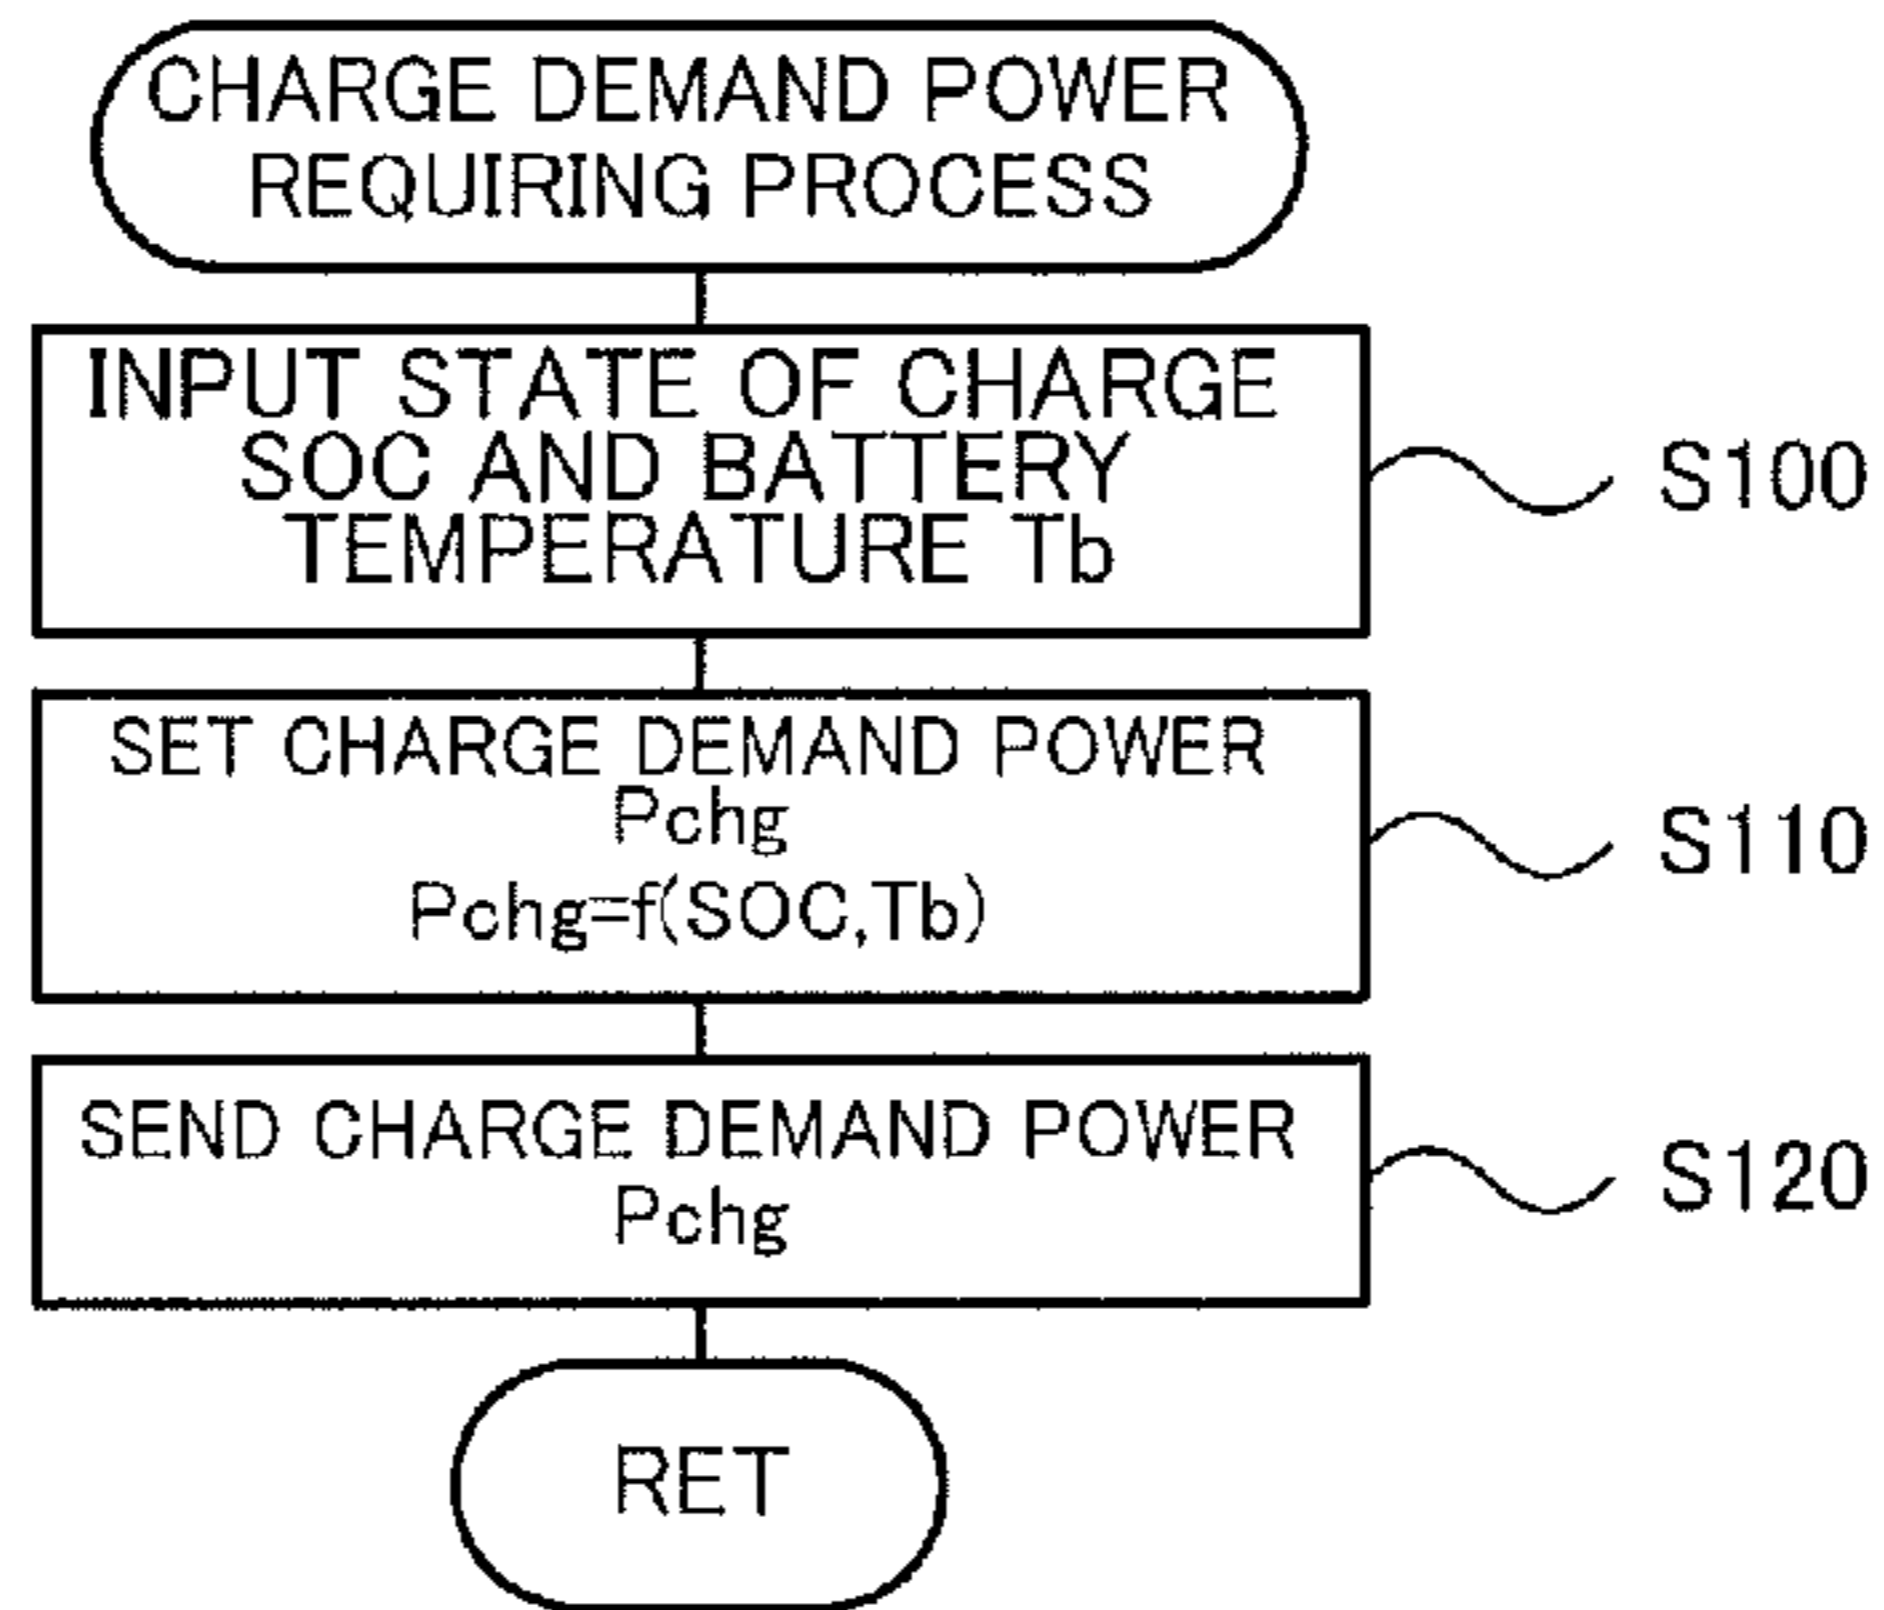 CHARGE DEMAND POWER
REQUIRING PROCESS
INPUT STATE OF CHARGE
SOC AND BATTERY
TEMPERATURE Tb
S100
SET CHARGE DEMAND POWER
Pchg
Pchg=f(SOC,Tb)
S110
SEND CHARGE DEMAND POWER
Pchg
S120
RET